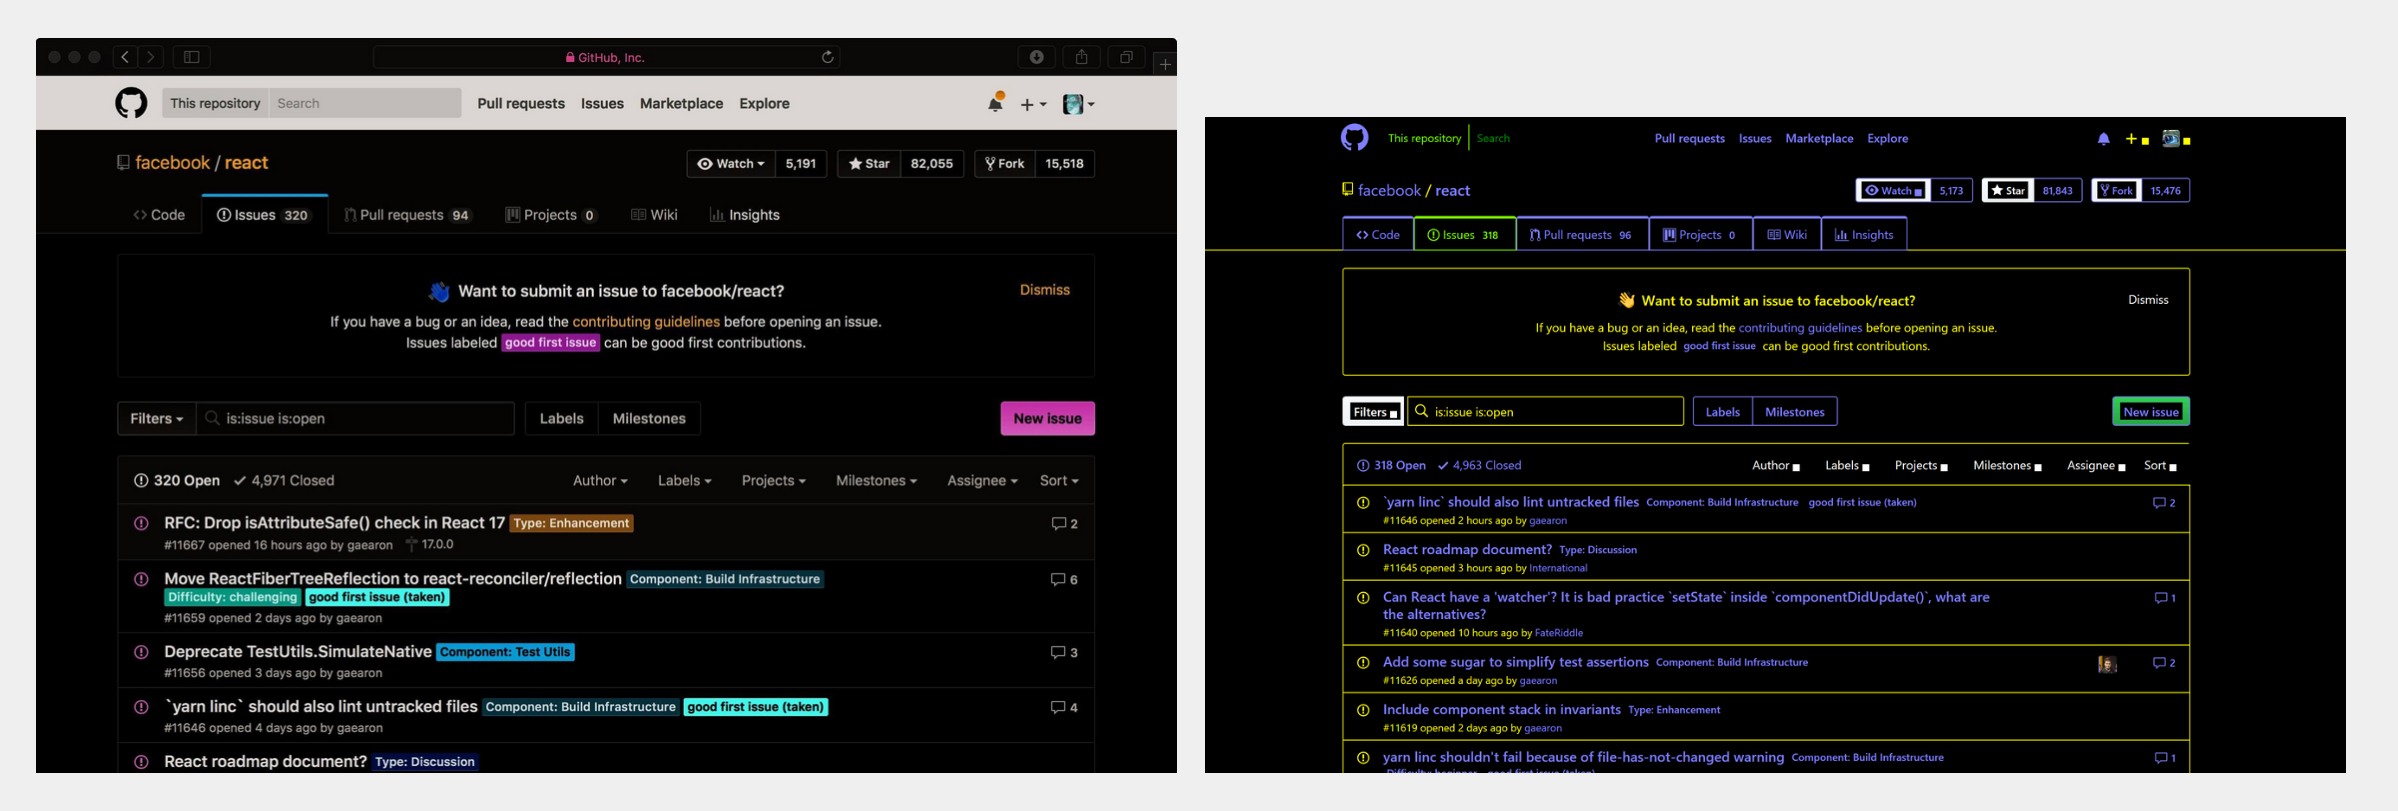 GitHub, Inc.
This repository Search Pull requests Issues Marketplace Explore
facebook / react Watch 5,191 Star 82,055 Fork 15,518
Code Issues 320 Pull requests 94 Projects 0 Wiki Insights
Want to submit an issue to facebook/react? Dismiss
If you have a bug or an idea, read the contributing guidelines before opening an issue.
Issues labeled good first issue can be good first contributions.
Filters is:issue is:open Labels Milestones New issue
320 Open 4,971 Closed Author Labels Projects Milestones Assignee Sort
RFC: Drop isAttributeSafe() check in React 17 Type: Enhancement 2
#11667 opened 16 hours ago by gaearon 17.0.0
Move ReactFiberTreeReflection to react-reconciler/reflection Component: Build Infrastructure 6
Difficulty: challenging good first issue (taken)
#11659 opened 2 days ago by gaearon
Deprecate TestUtils.SimulateNative Component: Test Utils 3
#11656 opened 3 days ago by gaearon
`yarn linc` should also lint untracked files Component: Build Infrastructure good first issue (taken) 4
#11646 opened 4 days ago by gaearon
React roadmap document? Type: Discussion
This repository Search Pull requests Issues Marketplace Explore
facebook / react Watch 5,173 Star 81,843 Fork 15,476
Code Issues 318 Pull requests 96 Projects 0 Wiki Insights
Want to submit an issue to facebook/react? Dismiss
If you have a bug or an idea, read the contributing guidelines before opening an issue.
Issues labeled good first issue can be good first contributions.
Filters is:issue is:open Labels Milestones New issue
318 Open 4,963 Closed Author Labels Projects Milestones Assignee Sort
`yarn linc` should also lint untracked files Component: Build Infrastructure good first issue (taken) 2
#11646 opened 2 hours ago by gaearon
React roadmap document? Type: Discussion
#11645 opened 3 hours ago by International
Can React have a 'watcher'? It is bad practice `setState` inside `componentDidUpdate()`, what are 1
the alternatives?
#11640 opened 10 hours ago by FateRiddle
Add some sugar to simplify test assertions Component: Build Infrastructure 2
#11626 opened a day ago by gaearon
Include component stack in invariants Type: Enhancement
#11619 opened 2 days ago by gaearon
yarn linc shouldn't fail because of file-has-not-changed warning Component: Build Infrastructure 1
Difficulty: beginner good first issue (taken)